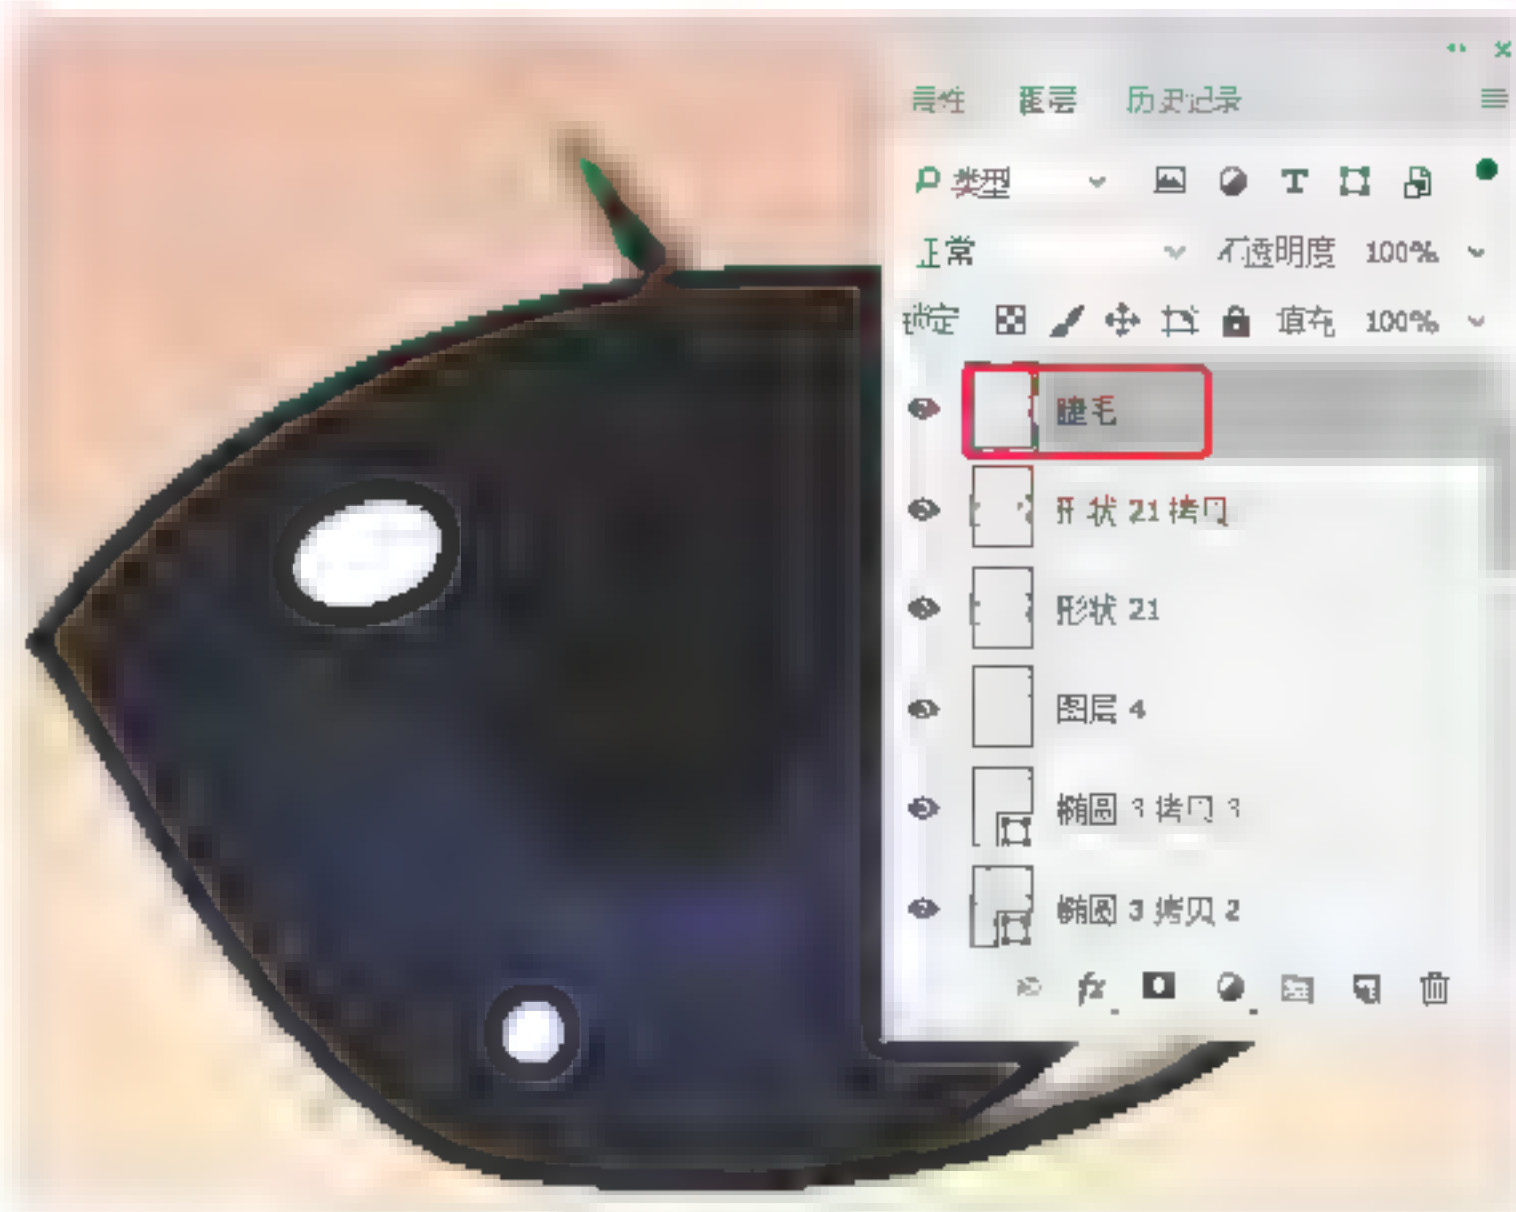 属性 图层 历史记录
类型 T
正常 不透明度 100%
锁定 填充 100%
睫毛
形状 21 拷贝
形状 21
图层 4
椭圆 3 拷贝 3
椭圆 3 拷贝 2
fx